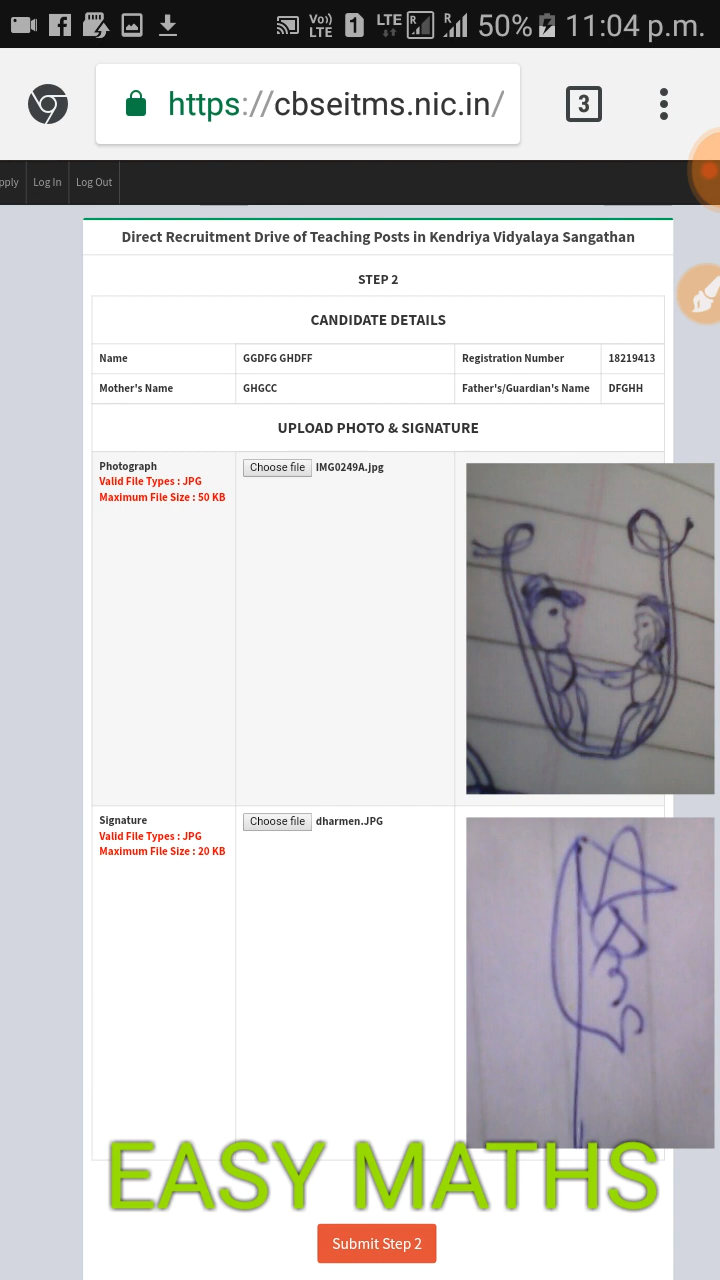 Vo)) LTE 1 LTE R R 50% 11:04 p.m.
https://cbseitms.nic.in/ 3
pply Log In Log Out
Direct Recruitment Drive of Teaching Posts in Kendriya Vidyalaya Sangathan
STEP 2
CANDIDATE DETAILS
Name GGDFG GHDFF Registration Number 18219413
Mother's Name GHGCC Father's/Guardian's Name DFGHH
UPLOAD PHOTO & SIGNATURE
Photograph Choose file IMG0249A.jpg
Valid File Types : JPG
Maximum File Size : 50 KB
Signature Choose file dharmen.JPG
Valid File Types : JPG
Maximum File Size : 20 KB
EASY MATHS
Submit Step 2